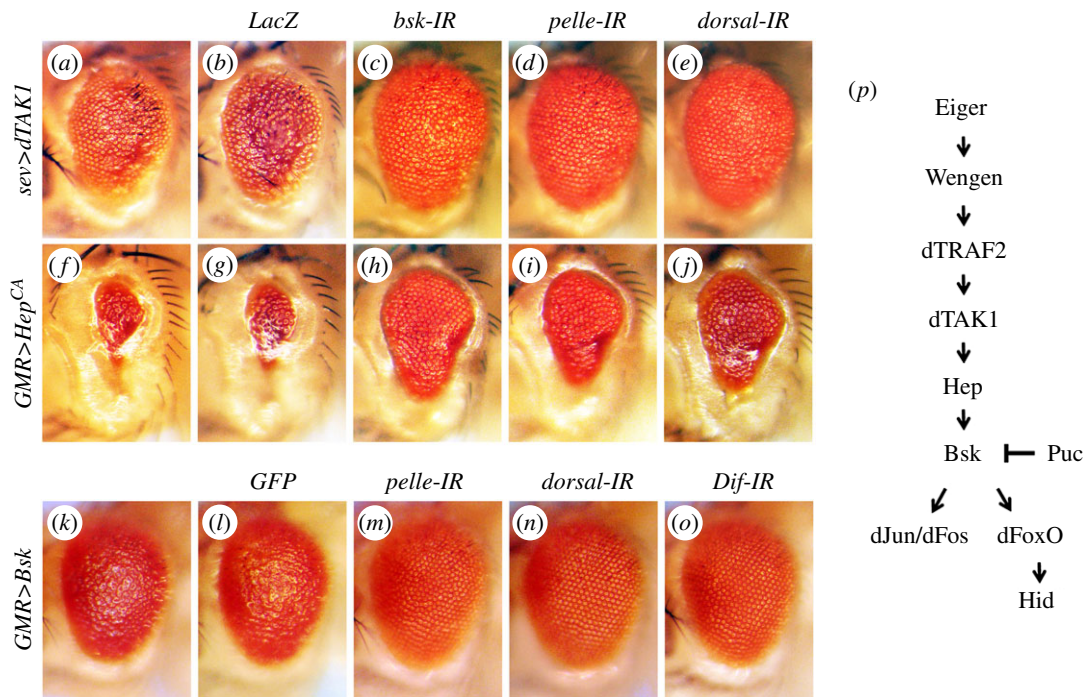 LacZ bsk-IR pelle-IR dorsal-IR
sev>dTAK1
(a) (b) (c) (d) (e)
GMR>Hep^CA
(f) (g) (h) (i) (j)
GFP pelle-IR dorsal-IR Dif-IR
GMR>Bsk
(k) (l) (m) (n) (o)
(p)
Eiger
Wengen
dTRAF2
dTAK1
Hep
Bsk Puc
dJun/dFos dFoxO
Hid